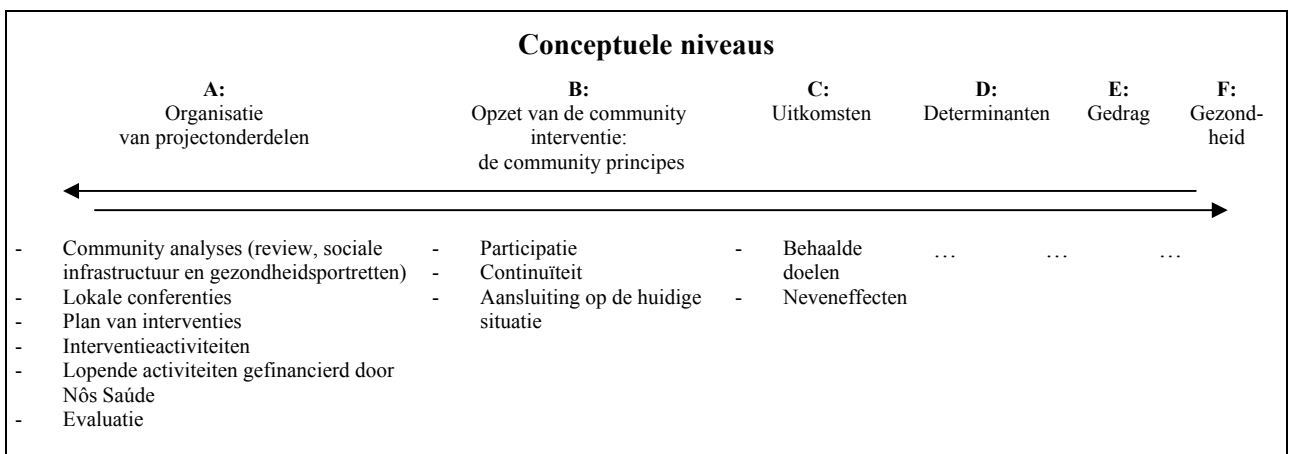 Conceptuele niveaus
A:
Organisatie
van projectonderdelen
B:
Opzet van de community
interventie:
de community principes
C:
Uitkomsten
D:
Determinanten
E:
Gedrag
F:
Gezond-
heid
- Community analyses (review, sociale
infrastructuur en gezondheidsportretten)
- Lokale conferenties
- Plan van interventies
- Interventieactiviteiten
- Lopende activiteiten gefinancierd door
Nôs Saúde
- Evaluatie
- Participatie
- Continuïteit
- Aansluiting op de huidige
situatie
- Behaalde
doelen
- Neveneffecten
…
…
…